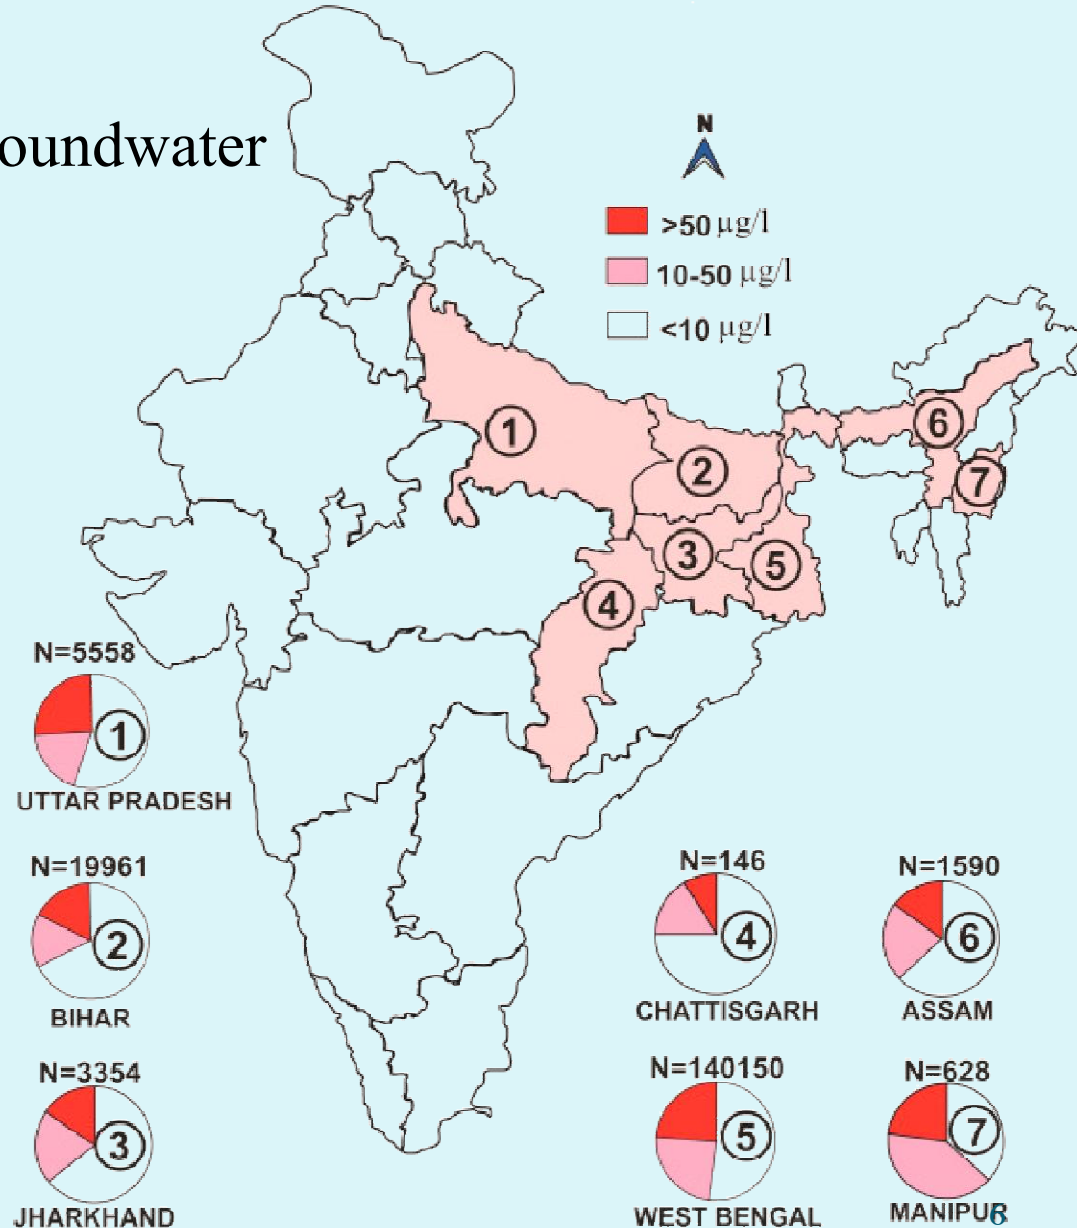 oundwater
N
>50 µg/l
10-50 µg/l
<10 µg/l
1
2
3
4
5
6
7
N=5558
1
UTTAR PRADESH
N=19961
2
BIHAR
N=3354
3
JHARKHAND
N=146
4
CHATTISGARH
N=1590
6
ASSAM
N=140150
5
WEST BENGAL
N=628
7
MANIPUR
6